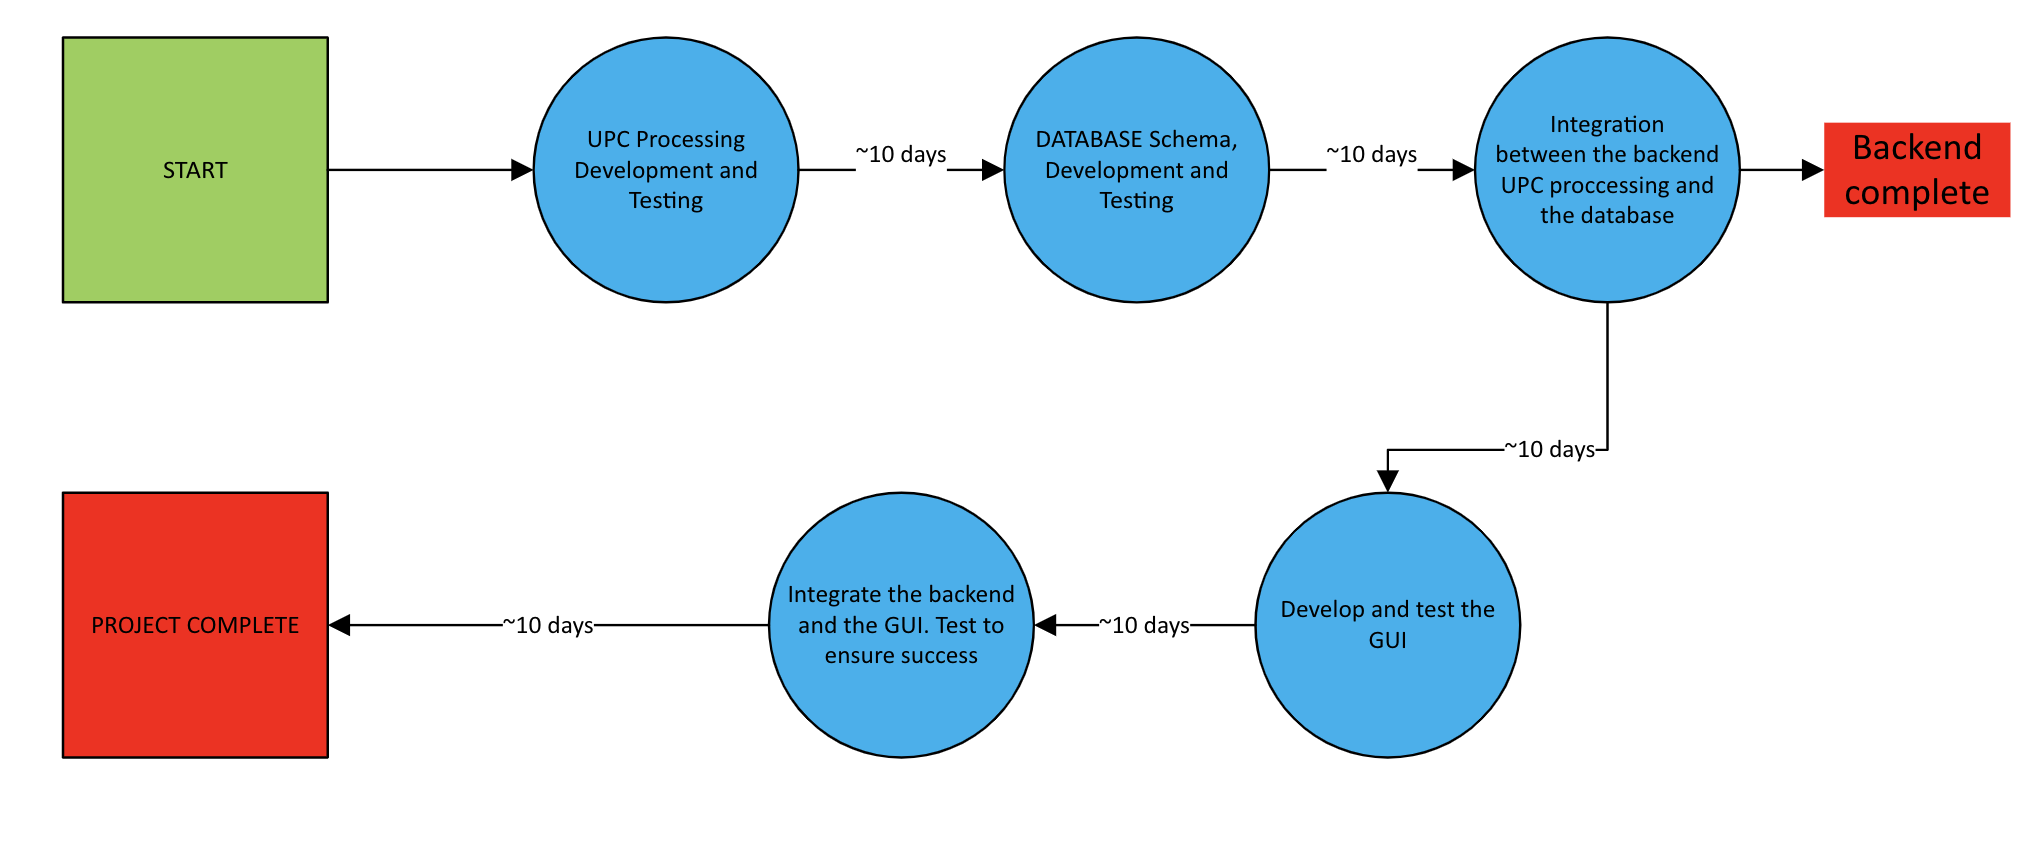 START
UPC Processing
Development and
Testing
~10 days
DATABASE Schema,
Development and
Testing
~10 days
Integration
between the backend
UPC proccessing and
the database
Backend
complete
~10 days
Develop and test the
GUI
~10 days
Integrate the backend
and the GUI. Test to
ensure success
~10 days
PROJECT COMPLETE